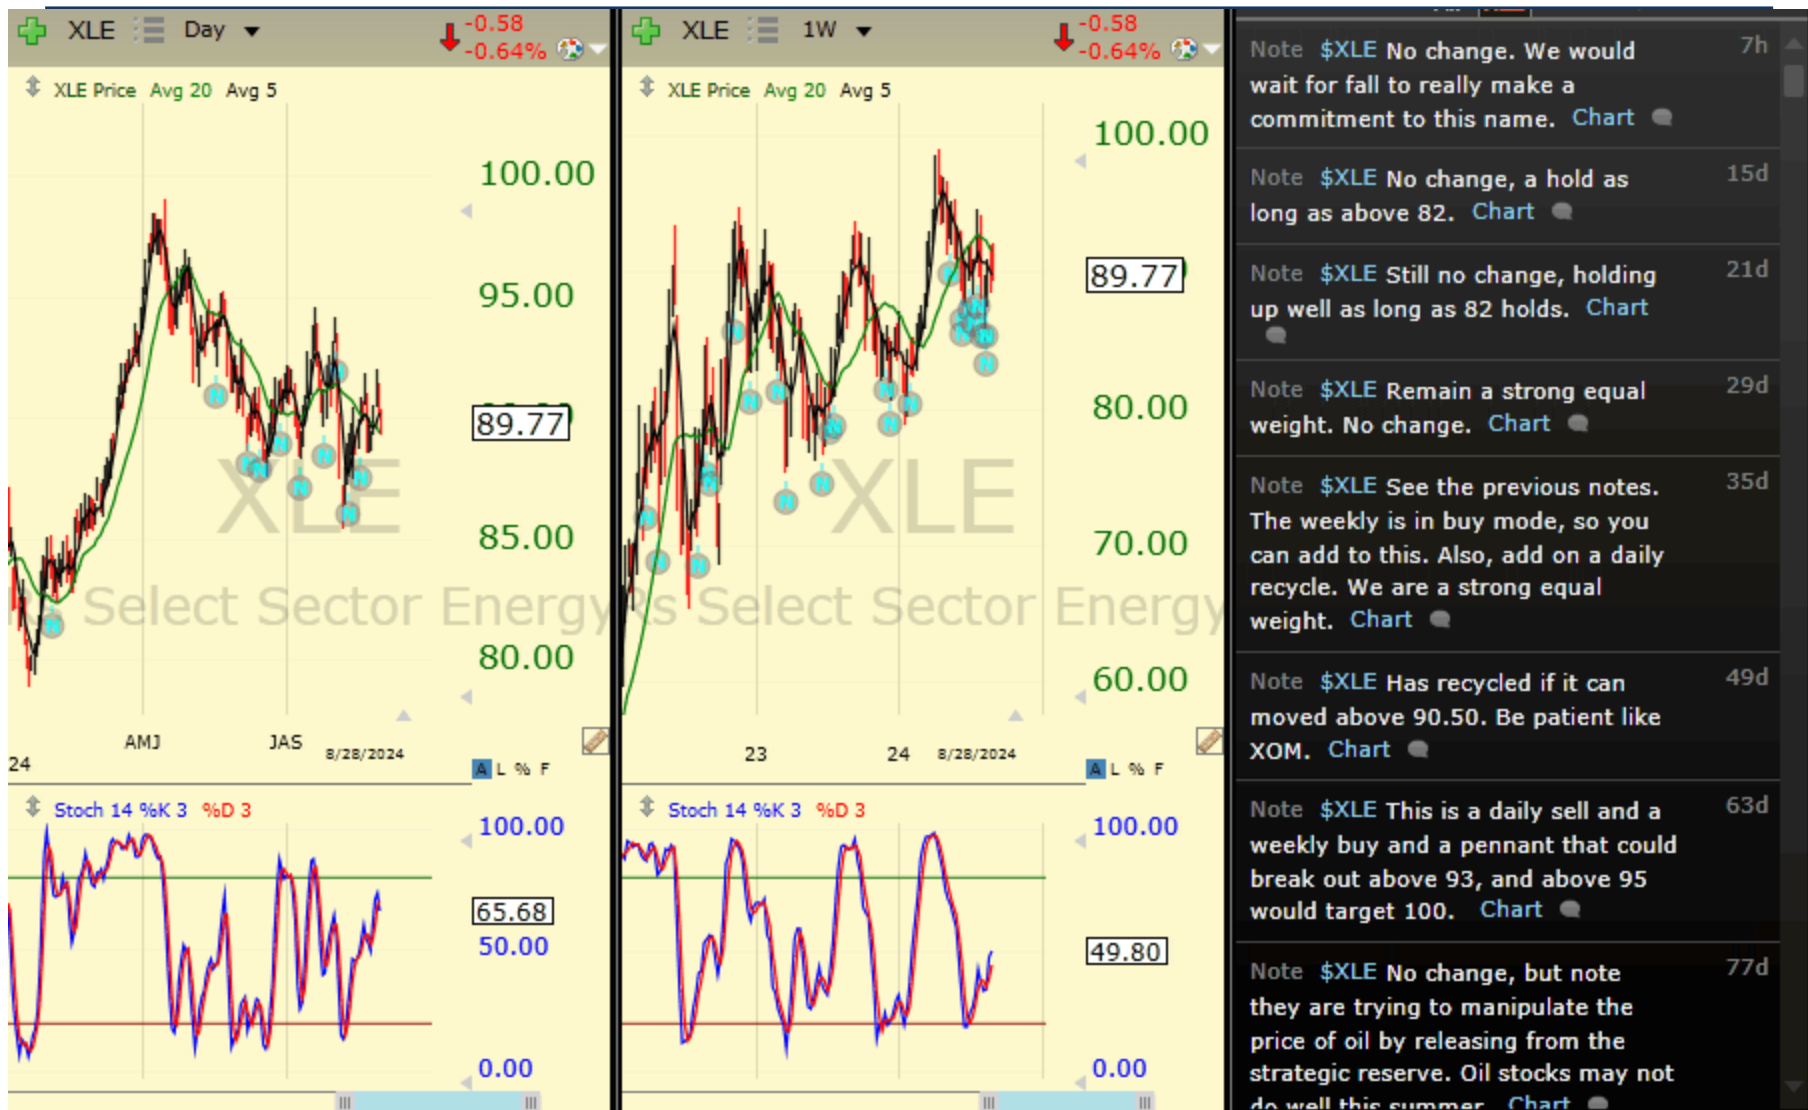 XLE Day -0.58
-0.64%
XLE Price Avg 20 Avg 5
100.00
95.00
89.77
85.00
80.00
XLE
Select Sector Energy
24
AMJ
JAS
8/28/2024
A L % F
Stoch 14 %K 3 %D 3
100.00
65.68
50.00
0.00
XLE 1W -0.58
-0.64%
XLE Price Avg 20 Avg 5
100.00
89.77
80.00
70.00
60.00
XLE
Rs Select Sector Energy
23
24
8/28/2024
A L % F
Stoch 14 %K 3 %D 3
100.00
49.80
0.00
Note $XLE No change. We would 7h
wait for fall to really make a
commitment to this name. Chart
Note $XLE No change, a hold as 15d
long as above 82. Chart
Note $XLE Still no change, holding 21d
up well as long as 82 holds. Chart
Note $XLE Remain a strong equal 29d
weight. No change. Chart
Note $XLE See the previous notes. 35d
The weekly is in buy mode, so you
can add to this. Also, add on a daily
recycle. We are a strong equal
weight. Chart
Note $XLE Has recycled if it can 49d
moved above 90.50. Be patient like
XOM. Chart
Note $XLE This is a daily sell and a 63d
weekly buy and a pennant that could
break out above 93, and above 95
would target 100. Chart
Note $XLE No change, but note 77d
they are trying to manipulate the
price of oil by releasing from the
strategic reserve. Oil stocks may not
do well this summer. Chart